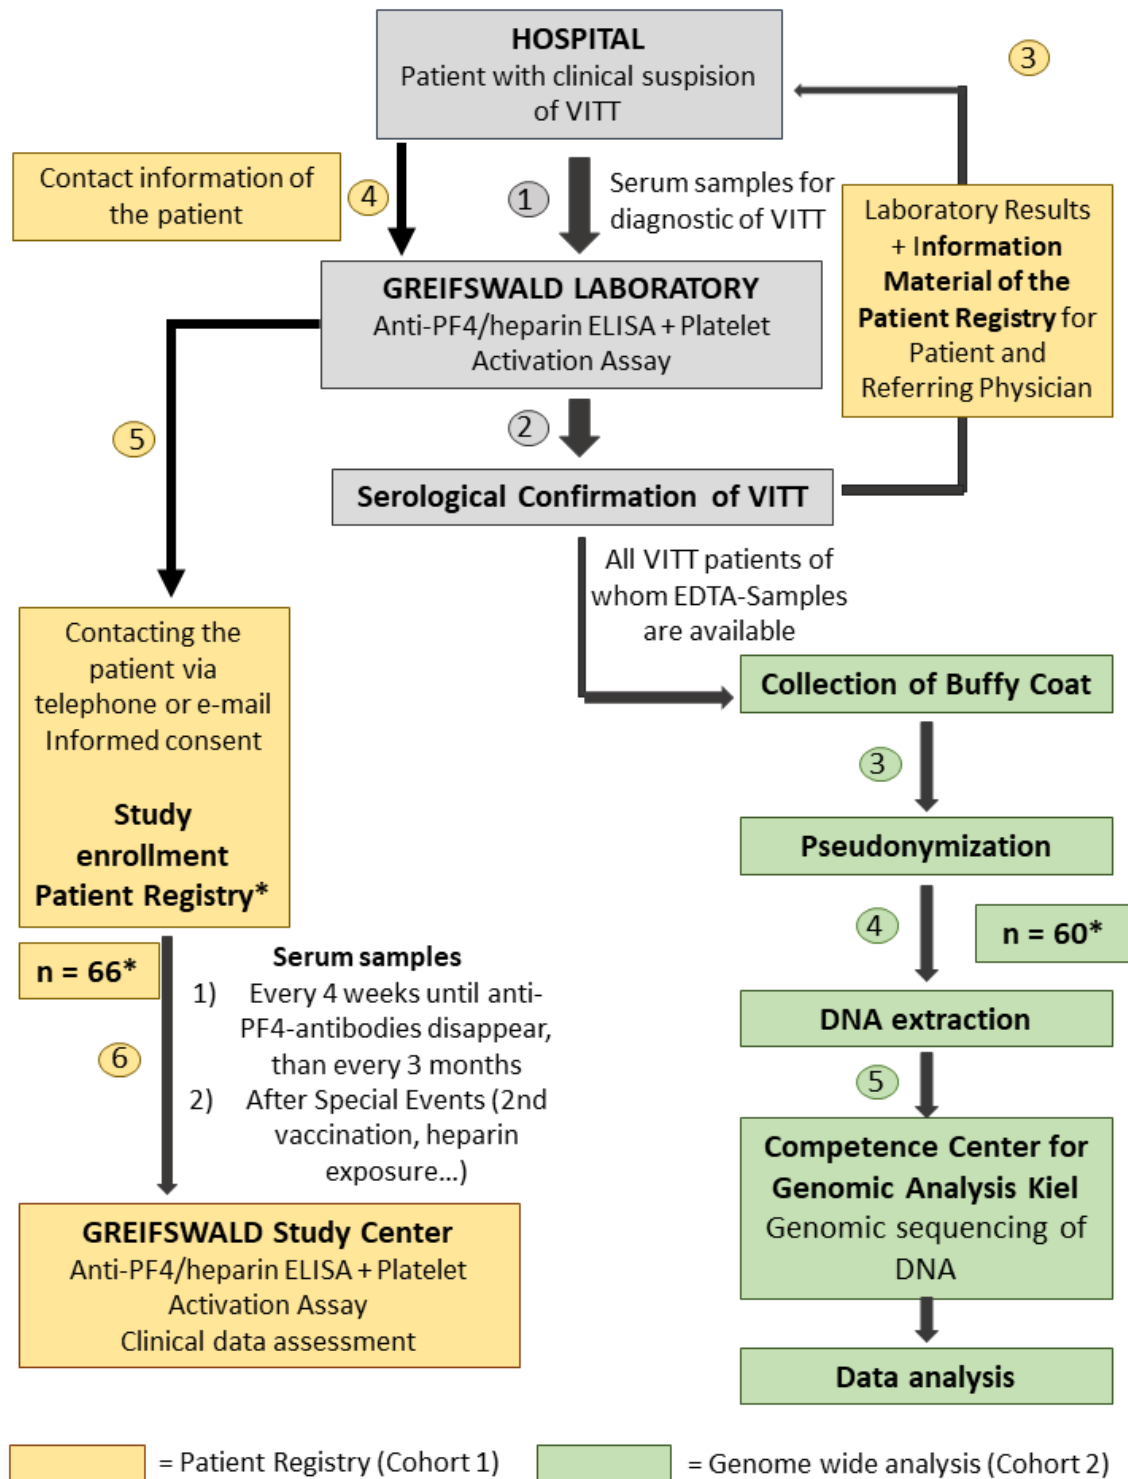 HOSPITAL
Patient with clinical suspision
of VITT
3
Contact information of
the patient
4
1
Serum samples for
diagnostic of VITT
Laboratory Results
+ Information
Material of the
Patient Registry for
Patient and
Referring Physician
GREIFSWALD LABORATORY
Anti-PF4/heparin ELISA + Platelet
Activation Assay
5
2
Serological Confirmation of VITT
All VITT patients of
whom EDTA-Samples
are available
Contacting the
patient via
telephone or e-mail
Informed consent
Study
enrollment
Patient Registry*
n = 66*
6
Serum samples
1) Every 4 weeks until anti-
PF4-antibodies disappear,
than every 3 months
2) After Special Events (2nd
vaccination, heparin
exposure...)
GREIFSWALD Study Center
Anti-PF4/heparin ELISA + Platelet
Activation Assay
Clinical data assessment
Collection of Buffy Coat
3
Pseudonymization
4
n = 60*
DNA extraction
5
Competence Center for
Genomic Analysis Kiel
Genomic sequencing of
DNA
Data analysis
= Patient Registry (Cohort 1)
= Genome wide analysis (Cohort 2)